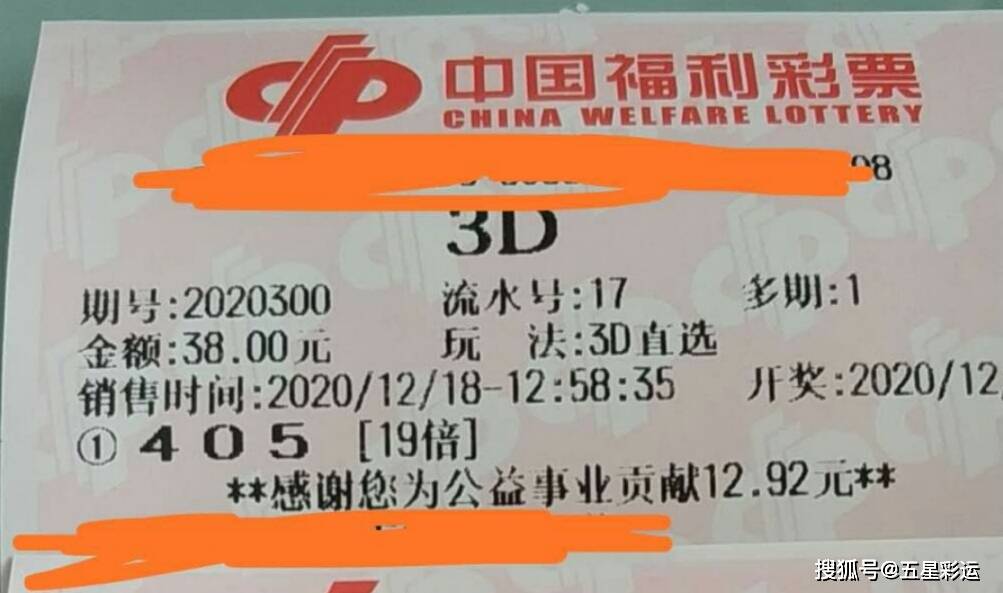 中国福利彩票
CHINA WELFARE LOTTERY
98
3D
期号:2020300 流水号:17 多期:1
金额:38.00元 玩 法:3D直选
销售时间:2020/12/18-12:58:35 开奖:2020/12/
① 4 0 5 [19倍]
**感谢您为公益事业贡献12.92元**
搜狐号@五星彩运